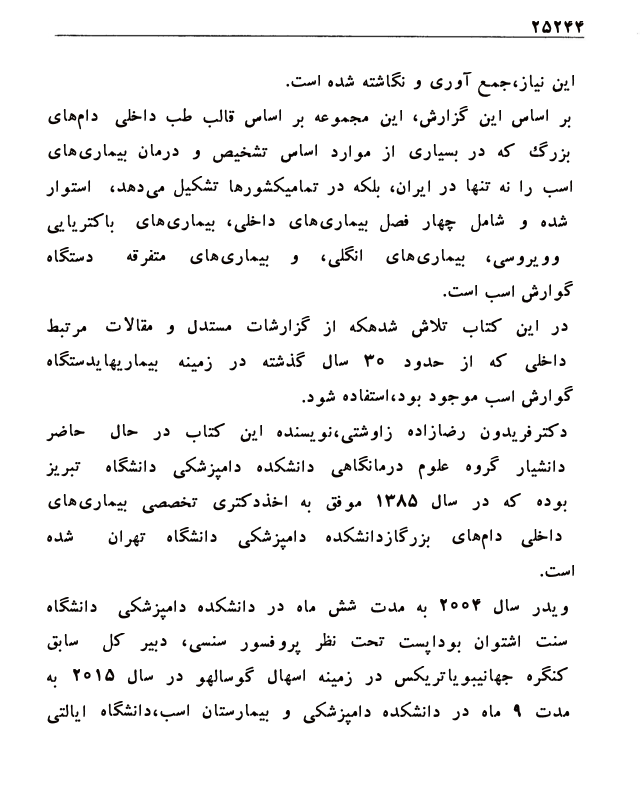 ۲۵۲۴۴
این نیاز،جمع آوری و نگاشته شده است.
بر اساس این گزارش، این مجموعه بر اساس قالب طب داخلی دام‌های
بزرگ که در بسیاری از موارد اساس تشخیص و درمان بیماری‌های
اسب را نه تنها در ایران، بلکه در تمامیکشورها تشکیل می‌دهد، استوار
شده و شامل چهار فصل بیماری‌های داخلی، بیماری‌های باکتریایی
وویروسی، بیماری‌های انگلی، و بیماری‌های متفرقه دستگاه
گوارش اسب است.
در این کتاب تلاش شدهکه از گزارشات مستدل و مقالات مرتبط
داخلی که از حدود ۳۰ سال گذشته در زمینه بیماریهایدستگاه
گوارش اسب موجود بود،استفاده شود.
دکترفریدون رضازاده زاوشتی،نویسنده این کتاب در حال حاضر
دانشیار گروه علوم درمانگاهی دانشکده دامپزشکی دانشگاه تبریز
بوده که در سال ۱۳۸۵ موفق به اخذدکتری تخصصی بیماری‌های
داخلی دام‌های بزرگازدانشکده دامپزشکی دانشگاه تهران شده
است.
ویدر سال ۲۰۰۴ به مدت شش ماه در دانشکده دامپزشکی دانشگاه
سنت اشتوان بوداپست تحت نظر پروفسور سنسی، دبیر کل سابق
کنگره جهانیبویاتریکس در زمینه اسهال گوسالهو در سال ۲۰۱۵ به
مدت ۹ ماه در دانشکده دامپزشکی و بیمارستان اسب،دانشگاه ایالتی